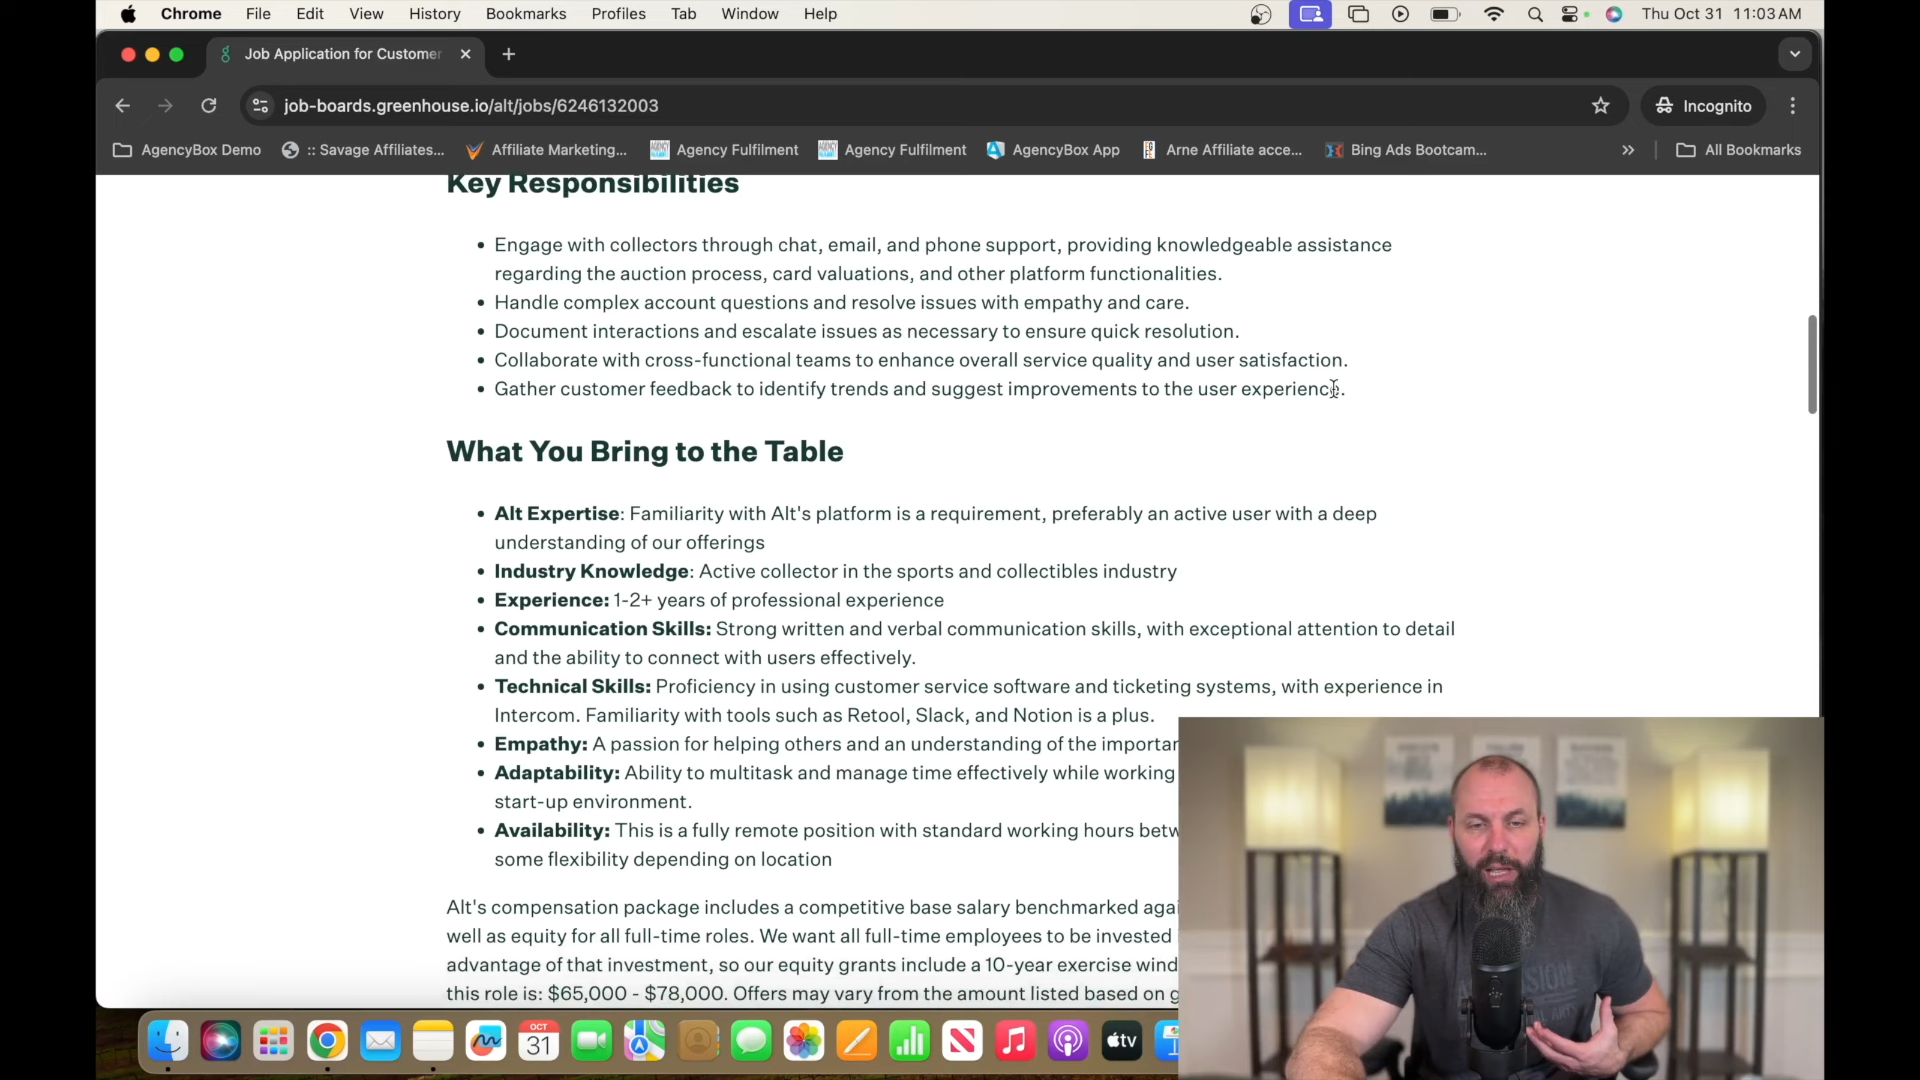 Chrome File Edit View History Bookmarks Profiles Tab Window Help Thu Oct 31 11:03 AM
Job Application for Customer
job-boards.greenhouse.io/alt/jobs/6246132003 Incognito
AgencyBox Demo :: Savage Affiliates... Affiliate Marketing... Agency Fulfilment Agency Fulfilment AgencyBox App Arne Affiliate acce... Bing Ads Bootcam... » All Bookmarks
Key Responsibilities
• Engage with collectors through chat, email, and phone support, providing knowledgeable assistance
regarding the auction process, card valuations, and other platform functionalities.
• Handle complex account questions and resolve issues with empathy and care.
• Document interactions and escalate issues as necessary to ensure quick resolution.
• Collaborate with cross-functional teams to enhance overall service quality and user satisfaction.
• Gather customer feedback to identify trends and suggest improvements to the user experience.
What You Bring to the Table
• Alt Expertise: Familiarity with Alt's platform is a requirement, preferably an active user with a deep
understanding of our offerings
• Industry Knowledge: Active collector in the sports and collectibles industry
• Experience: 1-2+ years of professional experience
• Communication Skills: Strong written and verbal communication skills, with exceptional attention to detail
and the ability to connect with users effectively.
• Technical Skills: Proficiency in using customer service software and ticketing systems, with experience in
Intercom. Familiarity with tools such as Retool, Slack, and Notion is a plus.
• Empathy: A passion for helping others and an understanding of the importan
• Adaptability: Ability to multitask and manage time effectively while working
start-up environment.
• Availability: This is a fully remote position with standard working hours betw
some flexibility depending on location
Alt's compensation package includes a competitive base salary benchmarked agai
well as equity for all full-time roles. We want all full-time employees to be invested
advantage of that investment, so our equity grants include a 10-year exercise wind
this role is: $65,000 - $78,000. Offers may vary from the amount listed based on g
OCT
31
tv